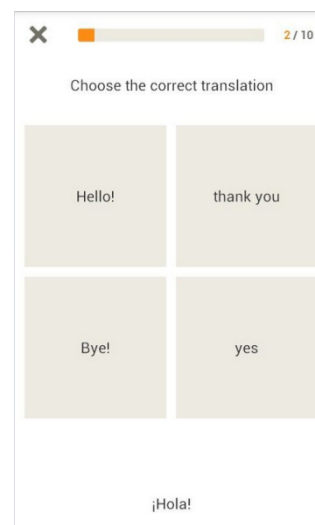 2 / 10
Choose the correct translation
Hello!
thank you
Bye!
yes
¡Hola!